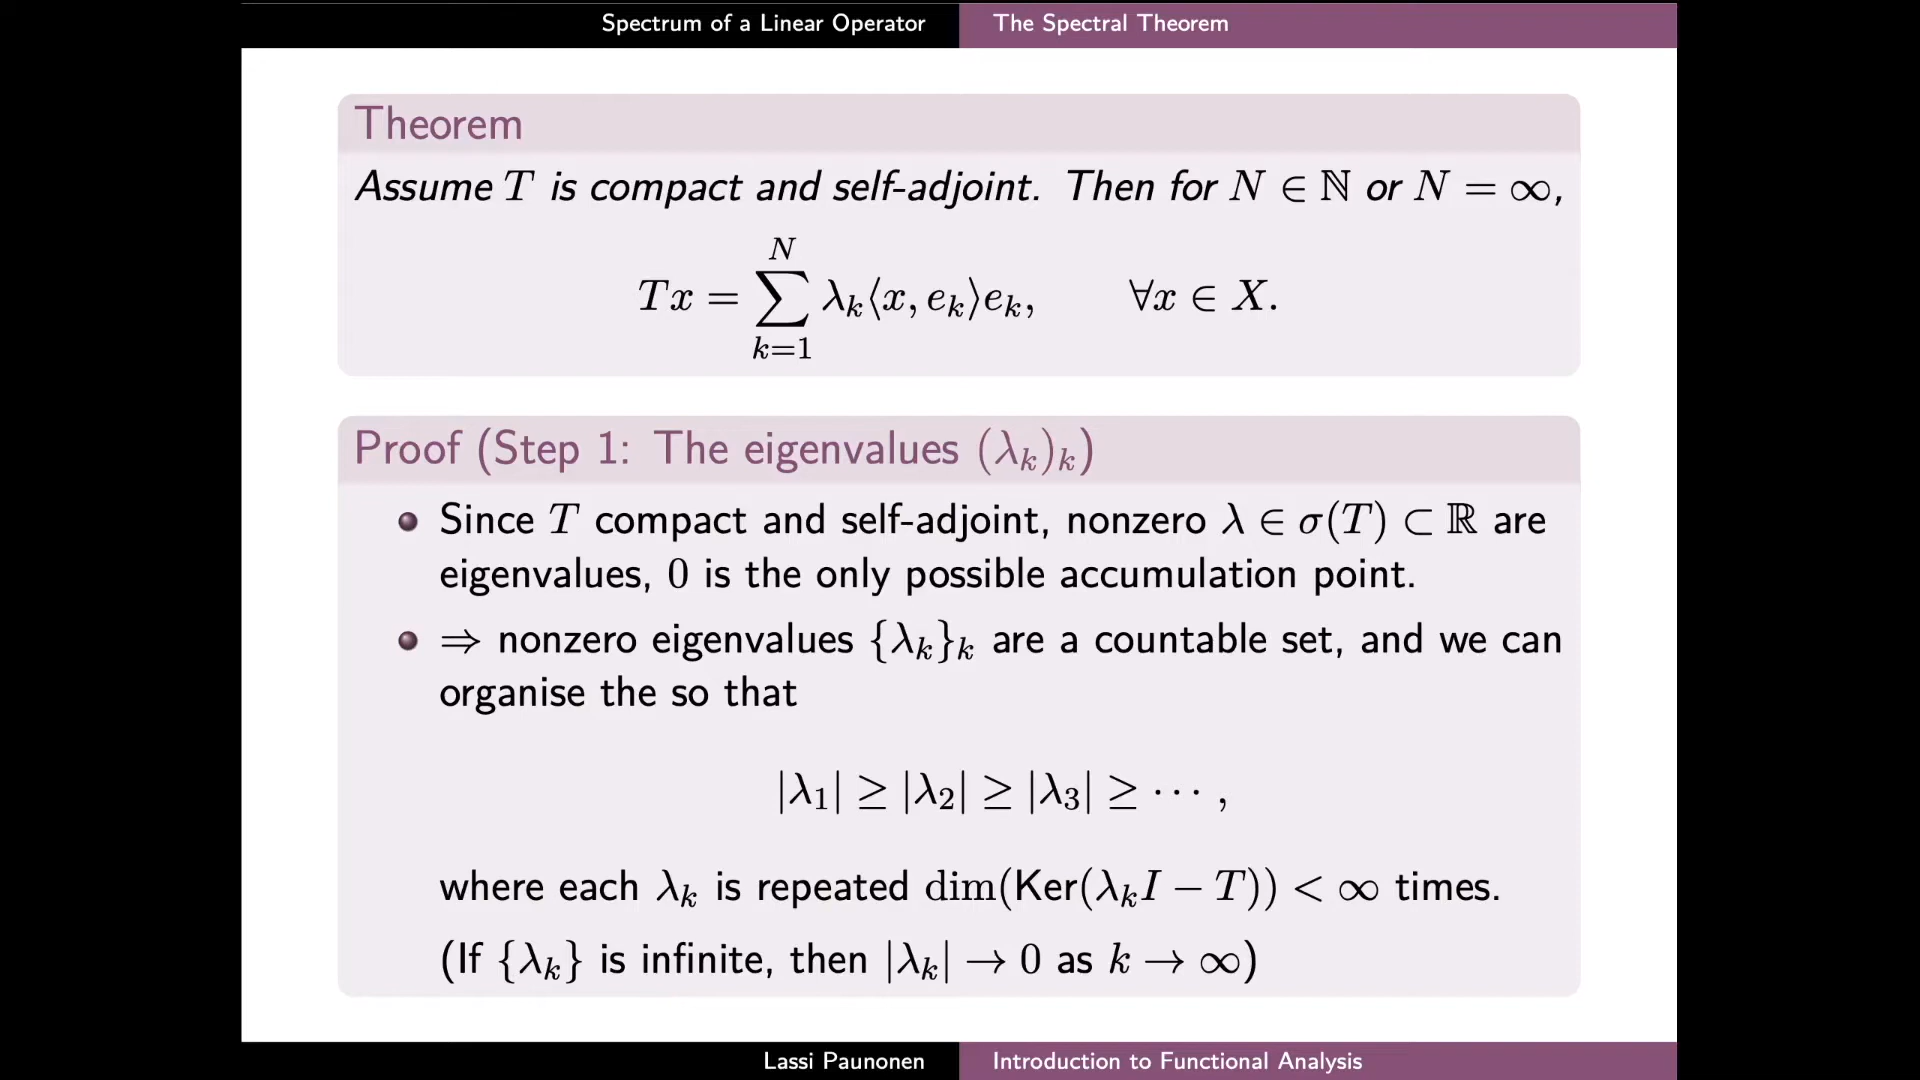 Spectrum of a Linear Operator The Spectral Theorem
Theorem
Assume T is compact and self-adjoint. Then for N ∈ ℕ or N = ∞,
Tx = ∑_{k=1}^{N} λ_k⟨x, e_k⟩e_k, ∀x ∈ X.
Proof (Step 1: The eigenvalues (λ_k)_k)
Since T compact and self-adjoint, nonzero λ ∈ σ(T) ⊂ ℝ are
eigenvalues, 0 is the only possible accumulation point.
⇒ nonzero eigenvalues {λ_k}_k are a countable set, and we can
organise the so that
|λ_1| ≥ |λ_2| ≥ |λ_3| ≥ ⋯ ,
where each λ_k is repeated dim(Ker(λ_kI − T)) < ∞ times.
(If {λ_k} is infinite, then |λ_k| → 0 as k → ∞)
Lassi Paunonen Introduction to Functional Analysis